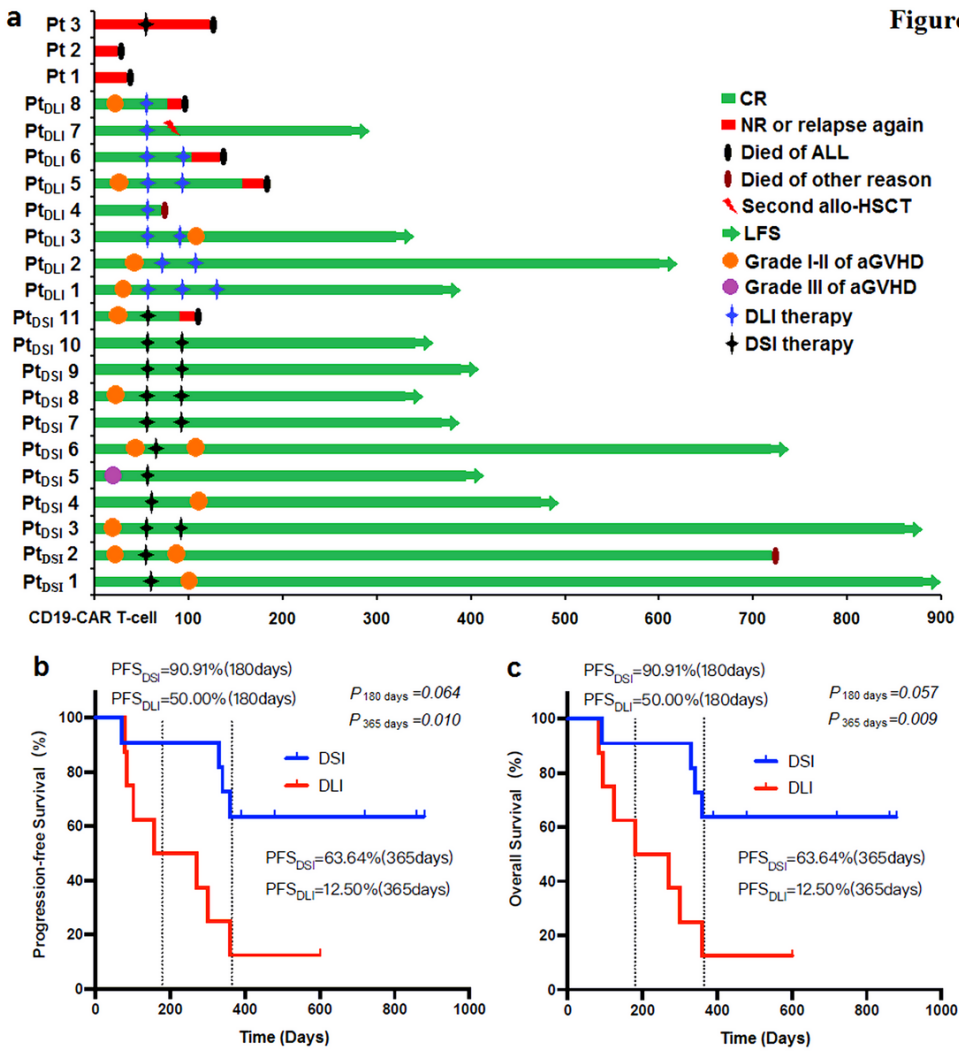 a
Figure
Pt 3
Pt 2
Pt 1
PtDLI 8
PtDLI 7
PtDLI 6
PtDLI 5
PtDLI 4
PtDLI 3
PtDLI 2
PtDLI 1
PtDSI 11
PtDSI 10
PtDSI 9
PtDSI 8
PtDSI 7
PtDSI 6
PtDSI 5
PtDSI 4
PtDSI 3
PtDSI 2
PtDSI 1
CR
NR or relapse again
Died of ALL
Died of other reason
Second allo-HSCT
LFS
Grade I-II of aGVHD
Grade III of aGVHD
DLI therapy
DSI therapy
CD19-CAR T-cell 100 200 300 400 500 600 700 800 900
b
PFSDSI=90.91%(180days)
PFSDLI=50.00%(180days)
P 180 days =0.064
P 365 days =0.010
DSI
DLI
PFSDSI=63.64%(365days)
PFSDLI=12.50%(365days)
Progression-free Survival (%)
100
80
60
40
20
0
0 200 400 600 800 1000
Time (Days)
c
PFSDSI=90.91%(180days)
PFSDLI=50.00%(180days)
P 180 days =0.057
P 365 days =0.009
DSI
DLI
PFSDSI=63.64%(365days)
PFSDLI=12.50%(365days)
Overall Survival (%)
100
80
60
40
20
0
0 200 400 600 800 1000
Time (Days)